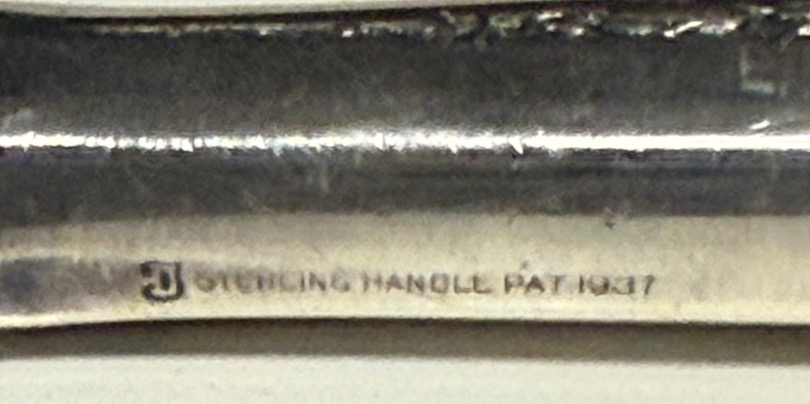 STERLING HANDLE PAT.1937